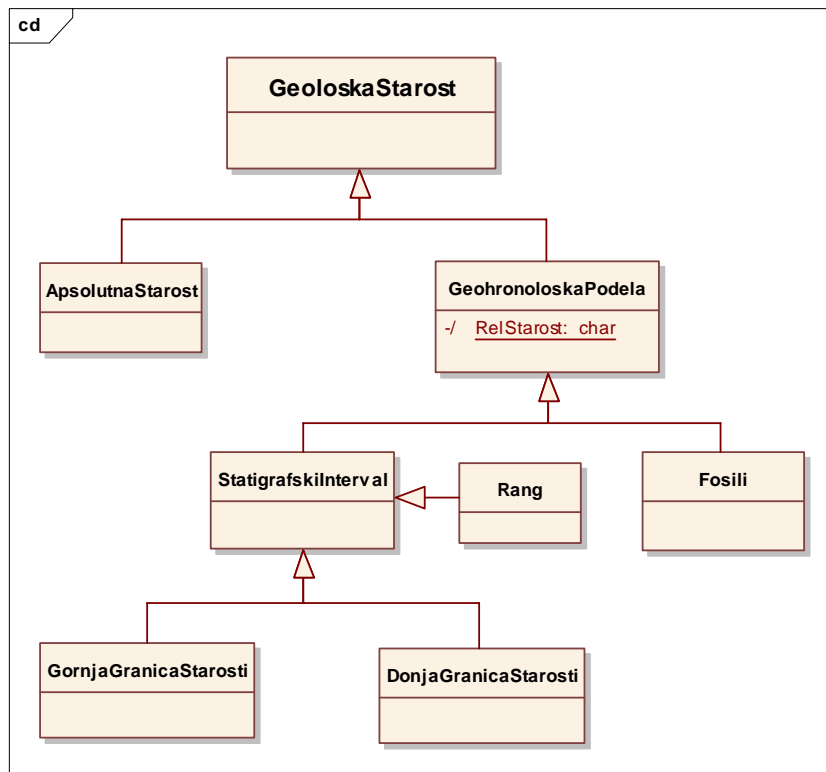 cd
GeoloskaStarost
ApsolutnaStarost
GeohronoloskaPodela
-/ RelStarost: char
StatigrafskiInterval
Rang
Fosili
GornjaGranicaStarosti
DonjaGranicaStarosti